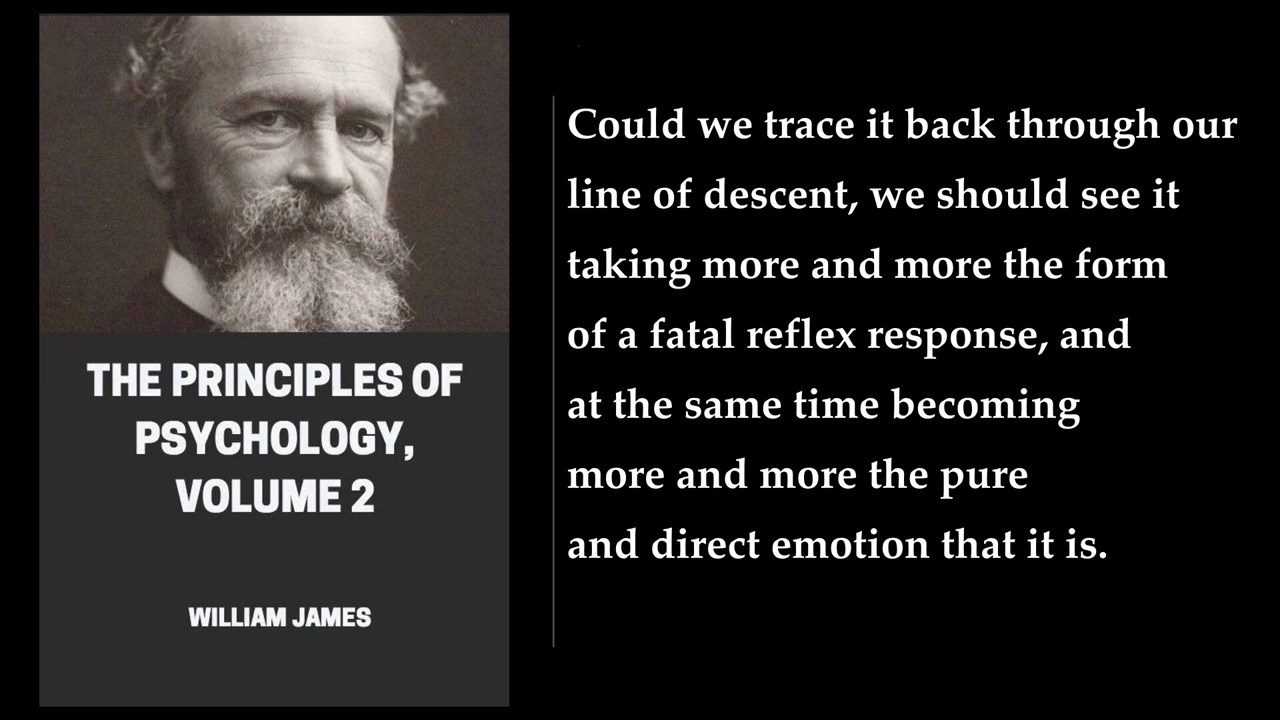 THE PRINCIPLES OF
PSYCHOLOGY,
VOLUME 2
WILLIAM JAMES
Could we trace it back through our
line of descent, we should see it
taking more and more the form
of a fatal reflex response, and
at the same time becoming
more and more the pure
and direct emotion that it is.